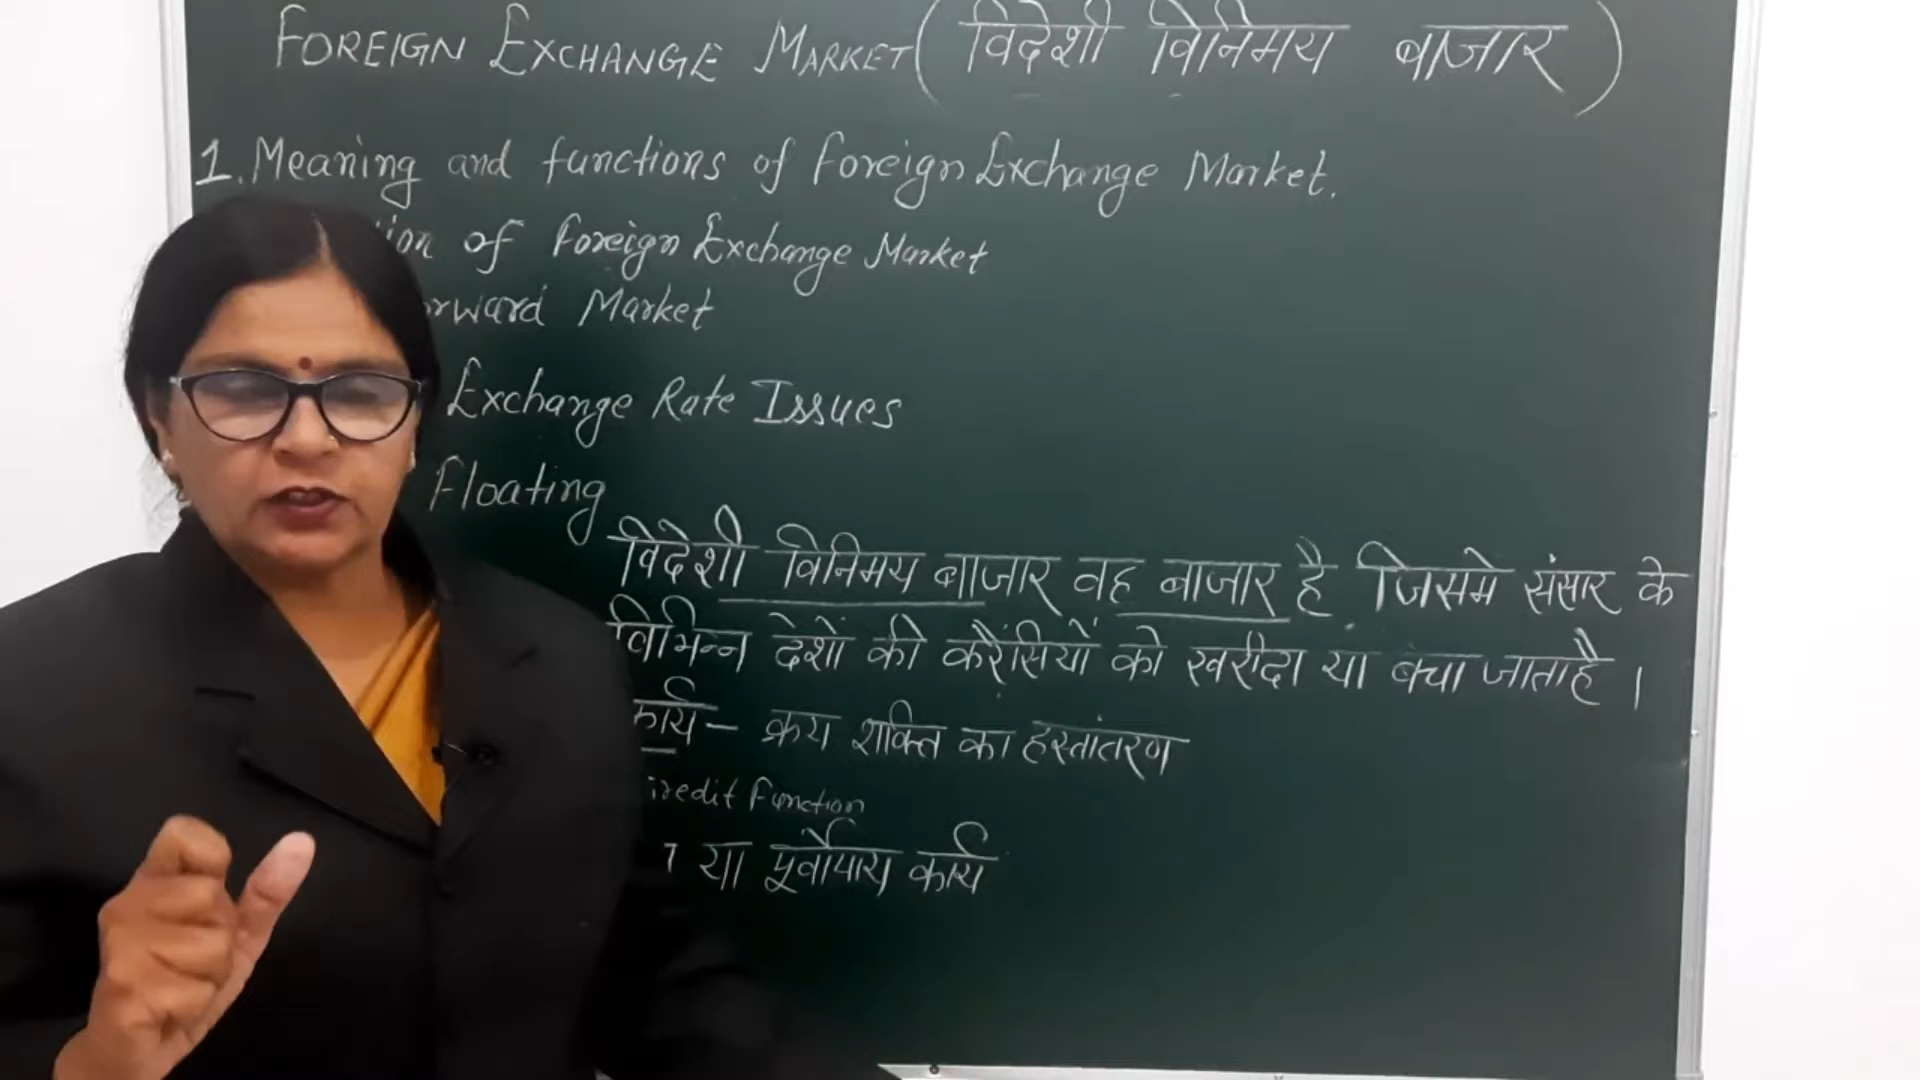 FOREIGN EXCHANGE MARKET (विदेशी विनिमय बाजार)
1. Meaning and functions of Foreign Exchange Market.
of Foreign Exchange Market
Market
Exchange Rate Issues
Floating
विदेशी विनिमय बाजार वह बाजार है जिसमे संसार के
विभिन्न देशों की करैंसियों को खरीदा या बेचा जाता है।
कार्य – क्रय शक्ति का हस्तांतरण
Credit Function
या पूर्वोपाय कार्य